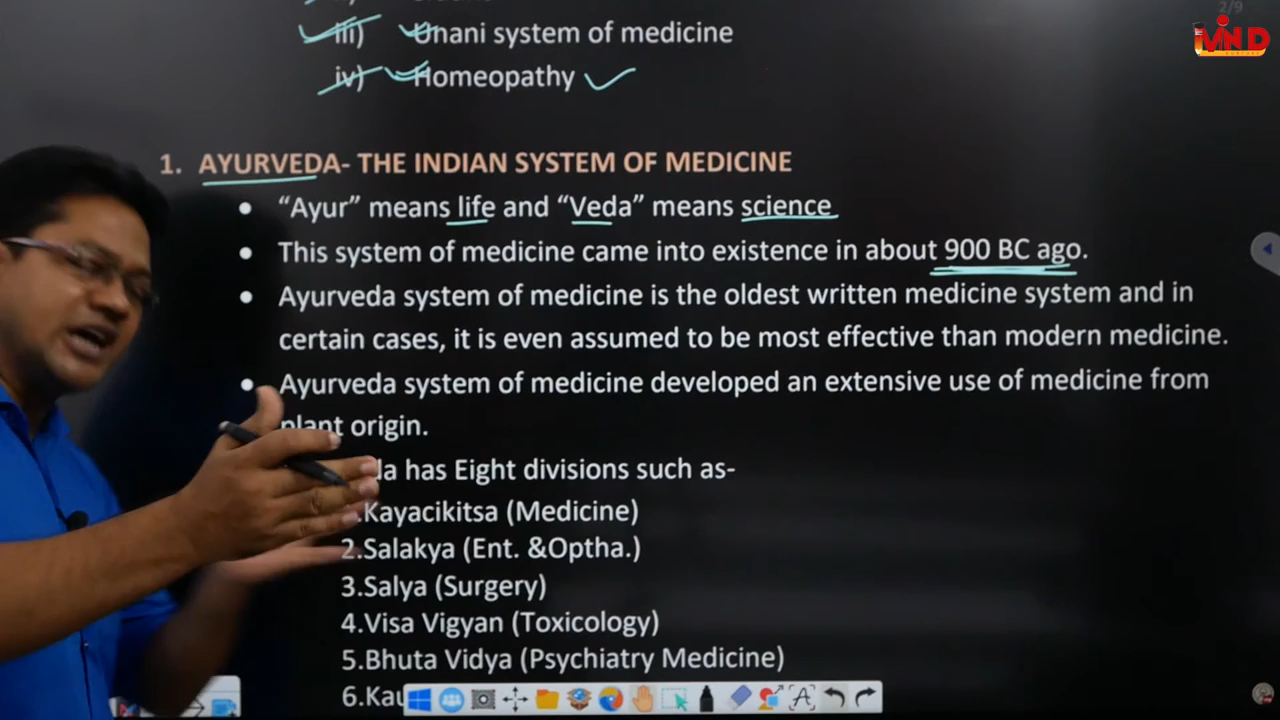 2/9
MIND
iii) Unani system of medicine
iv) Homeopathy
1. AYURVEDA- THE INDIAN SYSTEM OF MEDICINE
• “Ayur” means life and “Veda” means science
• This system of medicine came into existence in about 900 BC ago.
• Ayurveda system of medicine is the oldest written medicine system and in
certain cases, it is even assumed to be most effective than modern medicine.
• Ayurveda system of medicine developed an extensive use of medicine from
plant origin.
has Eight divisions such as-
Kayacikitsa (Medicine)
2.Salakya (Ent. &Optha.)
3.Salya (Surgery)
4.Visa Vigyan (Toxicology)
5.Bhuta Vidya (Psychiatry Medicine)
6.